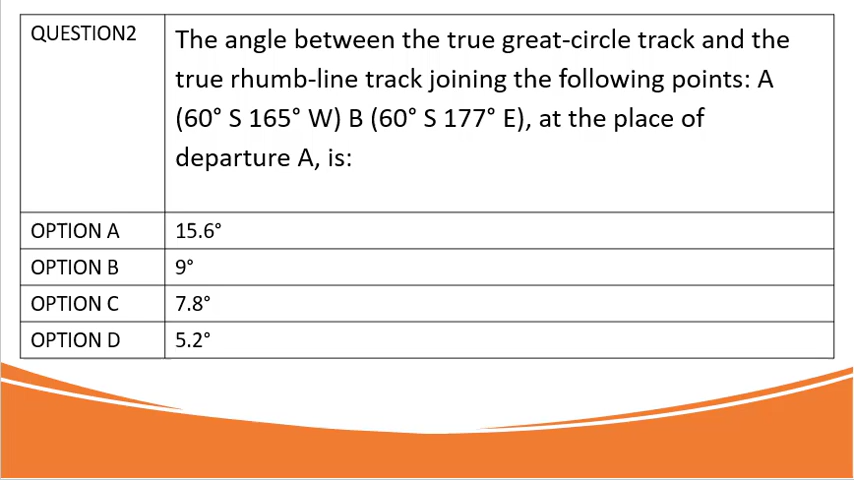 QUESTION2
The angle between the true great-circle track and the
true rhumb-line track joining the following points: A
(60° S 165° W) B (60° S 177° E), at the place of
departure A, is:
OPTION A 15.6°
OPTION B 9°
OPTION C 7.8°
OPTION D 5.2°